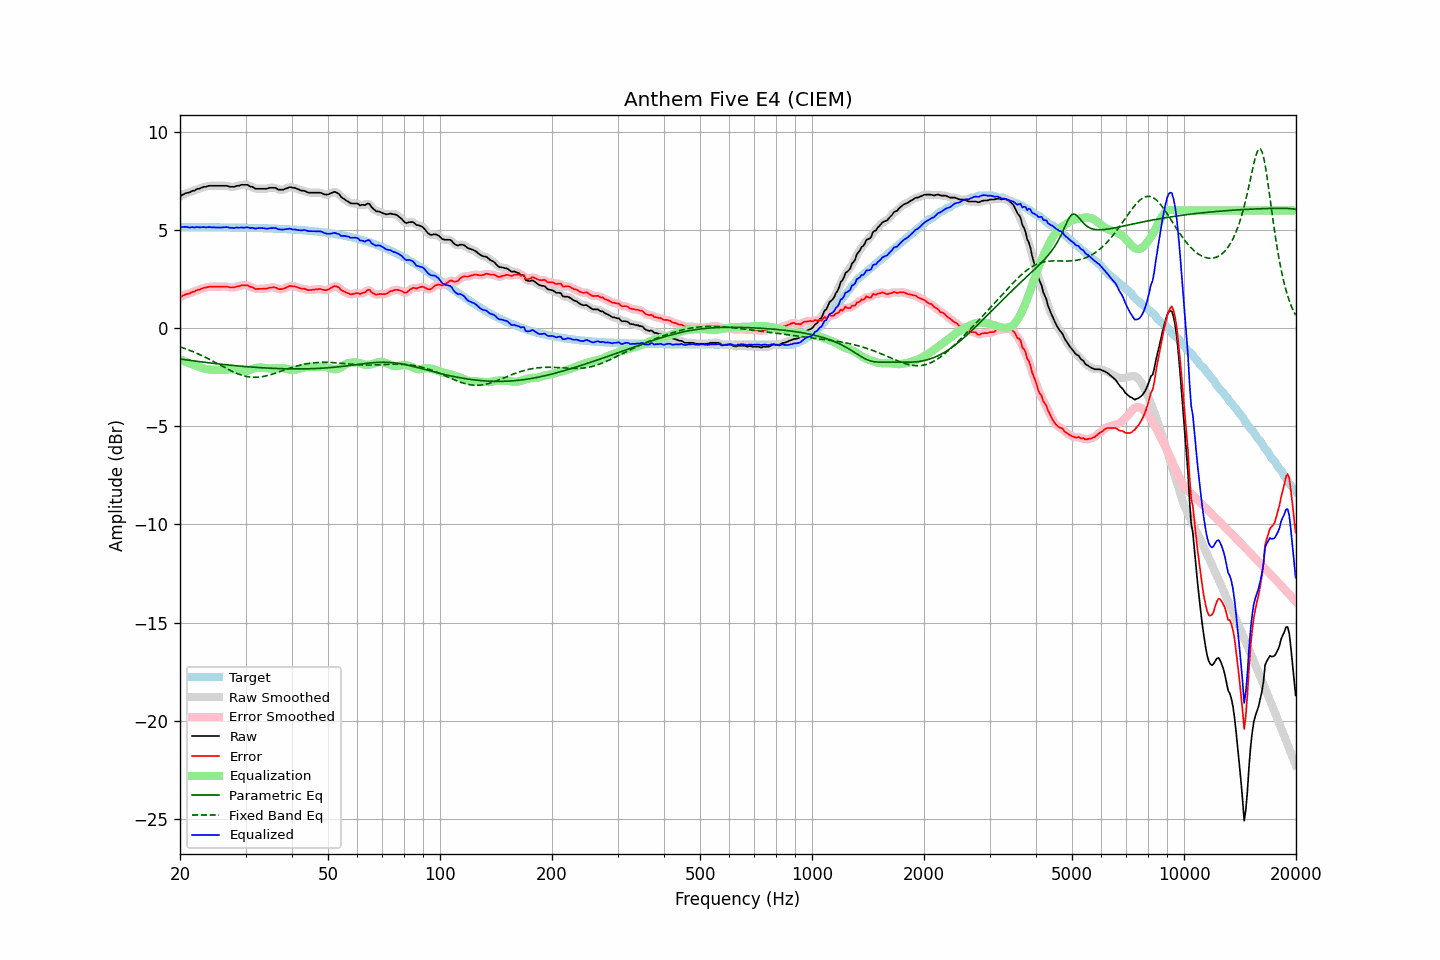 Anthem Five E4 (CIEM)
10
5
0
−5
−10
−15
−20
−25
Amplitude (dBr)
Target
Raw Smoothed
Error Smoothed
Raw
Error
Equalization
Parametric Eq
Fixed Band Eq
Equalized
20
50
100
200
500
1000
2000
5000
10000
20000
Frequency (Hz)